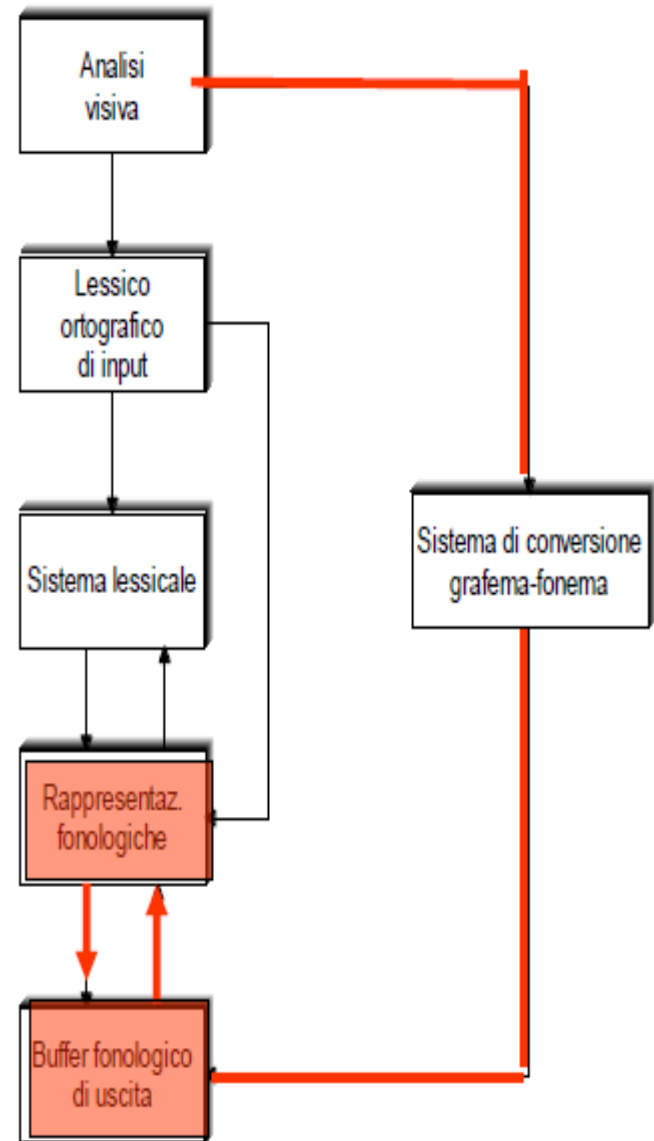 Analisi
visiva
Lessico
ortografico
di input
Sistema lessicale
Sistema di conversione
grafema-fonema
Rappresentaz.
fonologiche
Buffer fonologico
di uscita